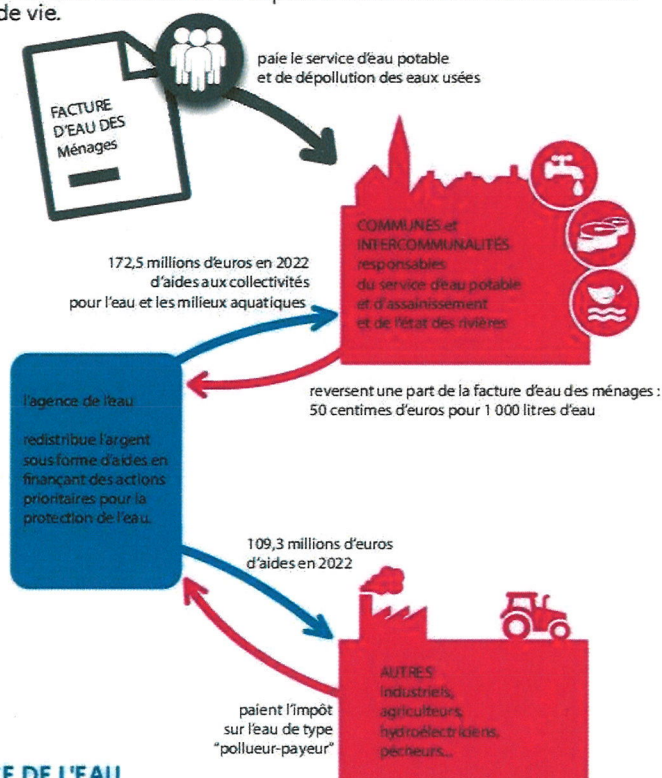 de vie.
paie le service d'eau potable
et de dépollution des eaux usées
FACTURE
D'EAU DES
Ménages
COMMUNES et
INTERCOMMUNALITÉS
responsables
du service d'eau potable
et d'assainissement
et de l'état des rivières
172,5 millions d'euros en 2022
d'aides aux collectivités
pour l'eau et les milieux aquatiques
reversent une part de la facture d'eau des ménages :
50 centimes d'euros pour 1 000 litres d'eau
l'agence de l'eau
redistribue l'argent
sous forme d'aides en
finançant des actions
prioritaires pour la
protection de l'eau.
109,3 millions d'euros
d'aides en 2022
AUTRES
industriels,
agriculteurs,
hydroélectriciens,
pêcheurs...
paient l'impôt
sur l'eau de type
"pollueur-payeur"
DE L'EAU